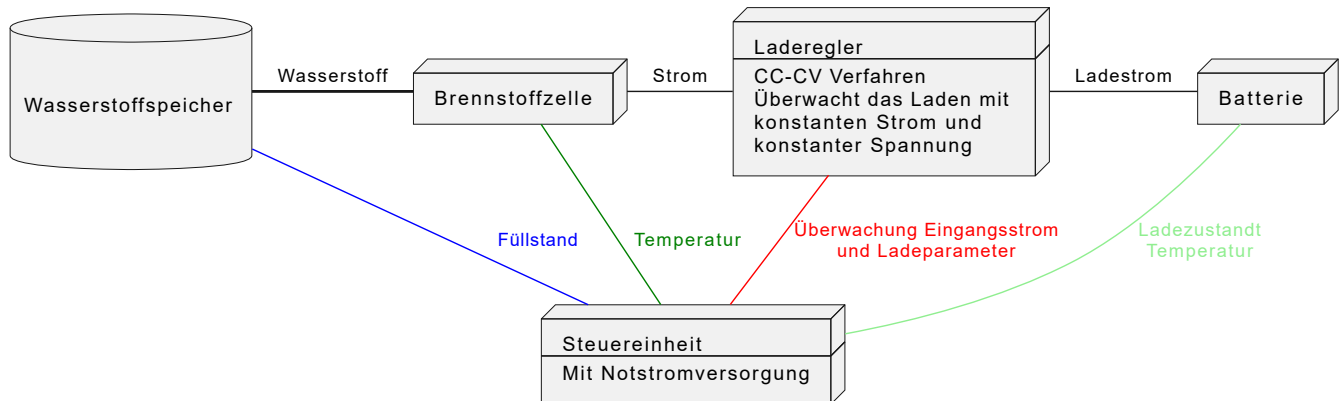 Wasserstoffspeicher
Wasserstoff
Brennstoffzelle
Strom
Laderegler
CC-CV Verfahren
Überwacht das Laden mit
konstanten Strom und
konstanter Spannung
Ladestrom
Batterie
Füllstand
Temperatur
Überwachung Eingangsstrom
und Ladeparameter
Ladezustandt
Temperatur
Steuereinheit
Mit Notstromversorgung